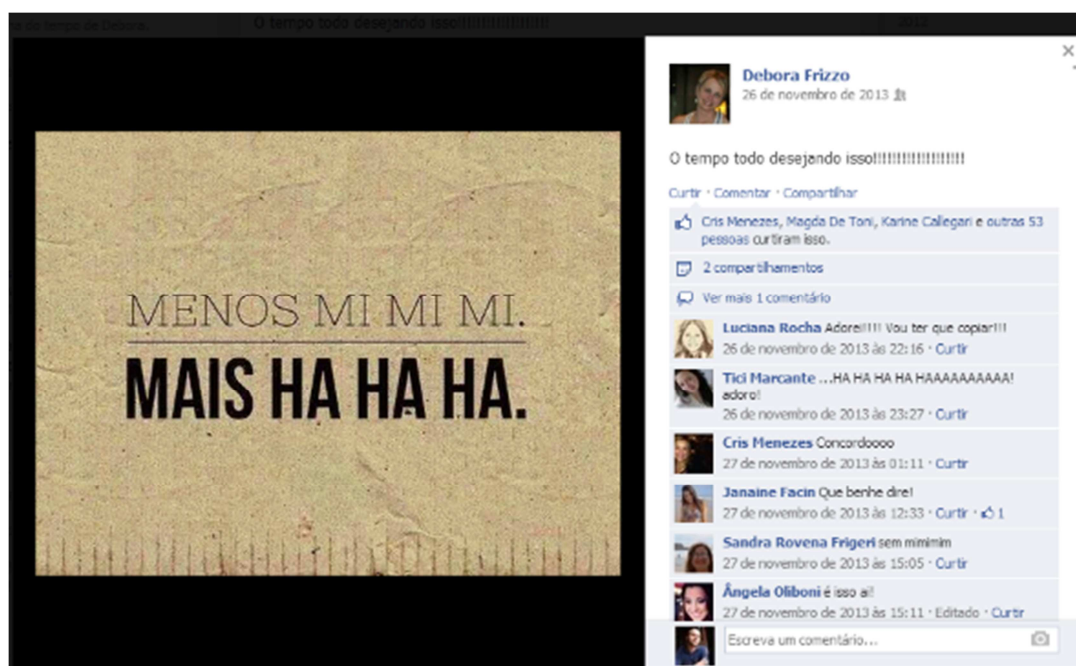 a do tempo de Debora.
O tempo todo desejando isso!!!!!!!!!!!!!!!!!!!
2012
MENOS MI MI MI.
MAIS HA HA HA.
Debora Frizzo
26 de novembro de 2013
O tempo todo desejando isso!!!!!!!!!!!!!!!!!!!
Curtir · Comentar · Compartilhar
Cris Menezes, Magda De Toni, Karine Callegari e outras 53
pessoas curtiram isso.
2 compartilhamentos
Ver mais 1 comentário
Luciana Rocha Adorei!!!!! Vou ter que copiar!!!
26 de novembro de 2013 às 22:16 · Curtir
Tici Marcante ...HA HA HA HA HAAAAAAAAAA!
adoro!
26 de novembro de 2013 às 23:27 · Curtir
Cris Menezes Concordoooo
27 de novembro de 2013 às 01:11 · Curtir
Janaine Facin Que benhe dire!
27 de novembro de 2013 às 12:33 · Curtir · 1
Sandra Rovena Frigeri sem mimimim
27 de novembro de 2013 às 15:05 · Curtir
Ângela Oliboni é isso aí!
27 de novembro de 2013 às 15:11 · Editado · Curtir
Escreva um comentário...